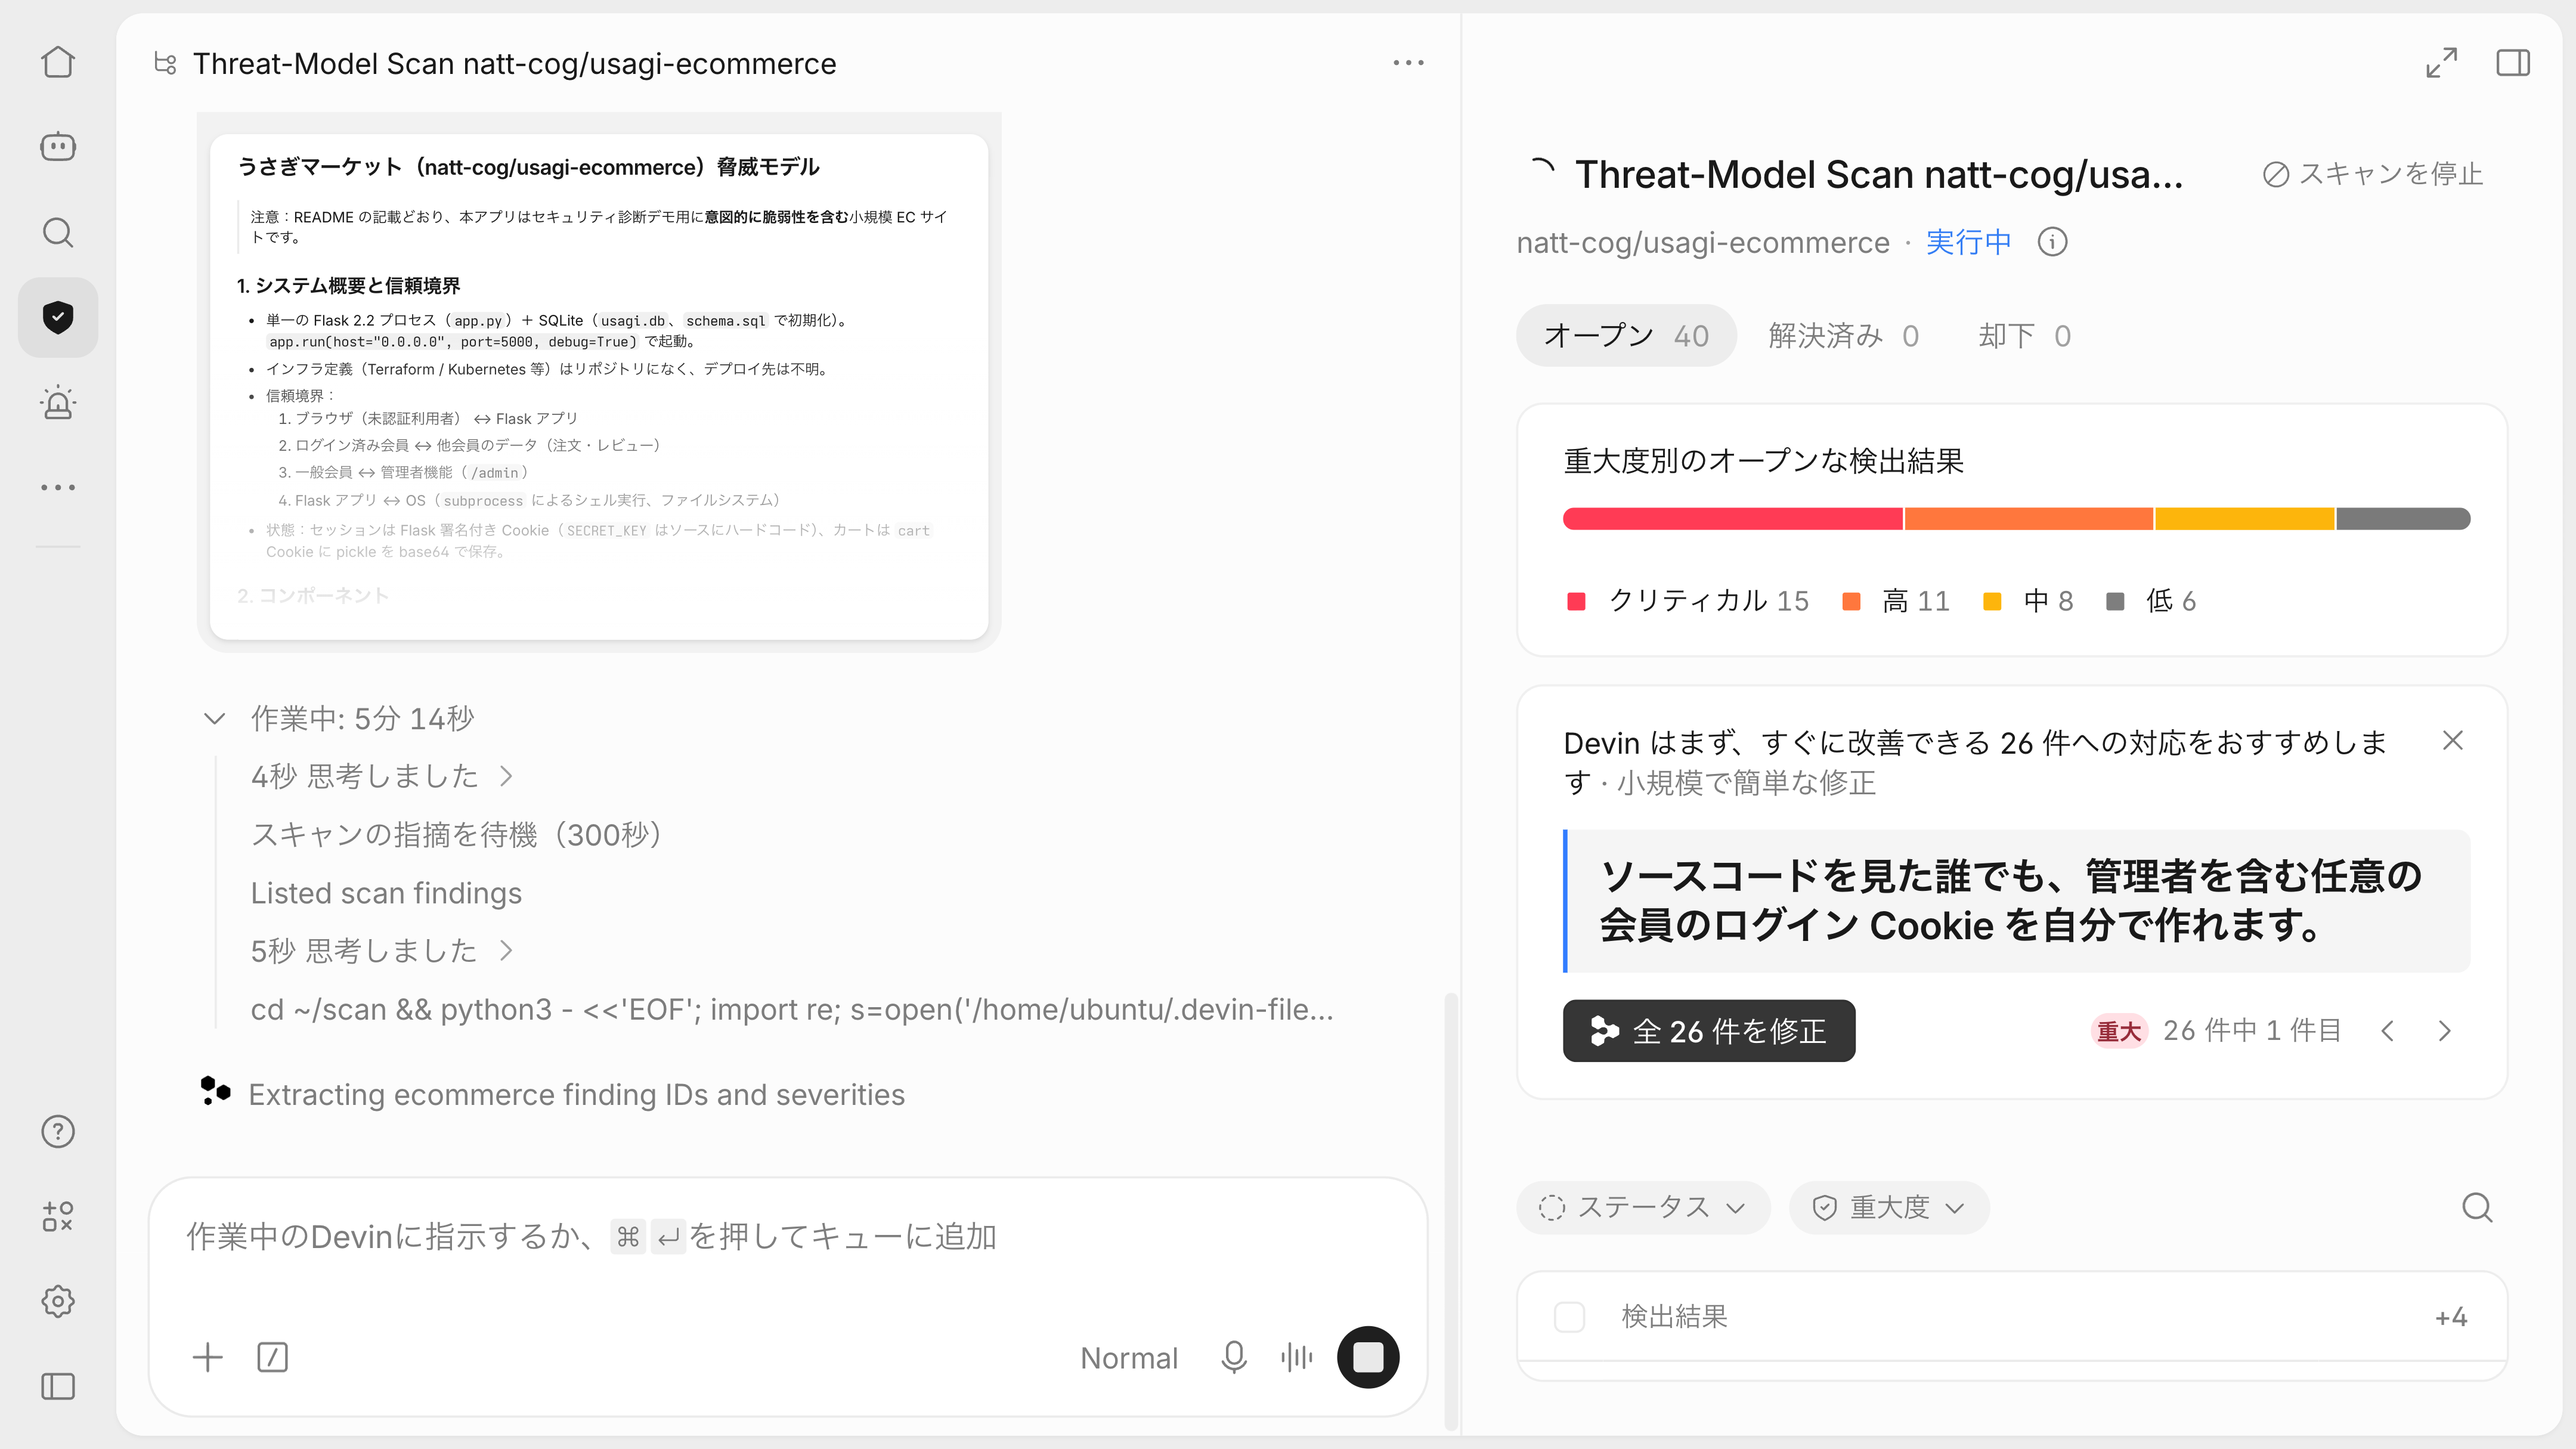 Threat-Model Scan natt-cog/usagi-ecommerce
うさぎマーケット（natt-cog/usagi-ecommerce）脅威モデル
注意：README の記載どおり、本アプリはセキュリティ診断デモ用に意図的に脆弱性を含む小規模 EC サイ
トです。
1. システム概要と信頼境界
• 単一の Flask 2.2 プロセス（app.py）＋ SQLite（usagi.db、schema.sql で初期化）。
app.run(host="0.0.0.0", port=5000, debug=True) で起動。
• インフラ定義（Terraform / Kubernetes 等）はリポジトリになく、デプロイ先は不明。
• 信頼境界：
1. ブラウザ（未認証利用者） ↔ Flask アプリ
2. ログイン済み会員 ↔ 他会員のデータ（注文・レビュー）
3. 一般会員 ↔ 管理者機能（/admin）
4. Flask アプリ ↔ OS（subprocess によるシェル実行、ファイルシステム）
• 状態：セッションは Flask 署名付き Cookie（SECRET_KEY はソースにハードコード）、カートは cart
Cookie に pickle を base64 で保存。
2. コンポーネント
作業中: 5分 14秒
4秒 思考しました
スキャンの指摘を待機（300秒）
Listed scan findings
5秒 思考しました
cd ~/scan && python3 - <<'EOF'; import re; s=open('/home/ubuntu/.devin-file...
Extracting ecommerce finding IDs and severities
作業中のDevinに指示するか、⌘ ↵ を押してキューに追加
Normal
Threat-Model Scan natt-cog/usa...
スキャンを停止
natt-cog/usagi-ecommerce · 実行中
オープン 40 解決済み 0 却下 0
重大度別のオープンな検出結果
クリティカル 15 高 11 中 8 低 6
Devin はまず、すぐに改善できる 26 件への対応をおすすめしま
す · 小規模で簡単な修正
ソースコードを見た誰でも、管理者を含む任意の
会員のログイン Cookie を自分で作れます。
全 26 件を修正
重大 26 件中 1 件目
ステータス 重大度
検出結果 +4